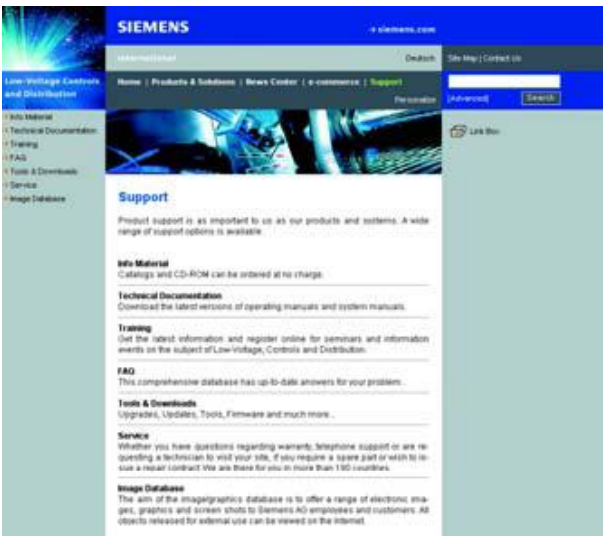 SIEMENS
siemens.com
international
Deutsch
Site Map | Contact Us
Low-Voltage Controls
and Distribution
Home | Products & Solutions | News Center | e-commerce | Support
Personalize
[Advanced]
Search
Info Material
Technical Documentation
Training
FAQ
Tools & Downloads
Service
Image Database
Link Box
Support
Product support is as important to us as our products and systems. A wide
range of support options is available.
Info Material
Catalogs and CD-ROM can be ordered at no charge.
Technical Documentation
Download the latest versions of operating manuals and system manuals.
Training
Get the latest information and register online for seminars and information
events on the subject of Low-Voltage, Controls and Distribution.
FAQ
This comprehensive database has up-to-date answers for your problem.
Tools & Downloads
Upgrades, Updates, Tools, Firmware and much more...
Service
Whether you have questions regarding warranty, telephone support or are re-
questing a technician to visit your site, if you require a spare part or wish to is-
sue a repair contract: We are there for you in more than 190 countries.
Image Database
The aim of the image/graphics database is to offer a range of electronic ima-
ges, graphics and screen shots to Siemens AG employees and customers. All
objects released for external use can be viewed on the Internet.